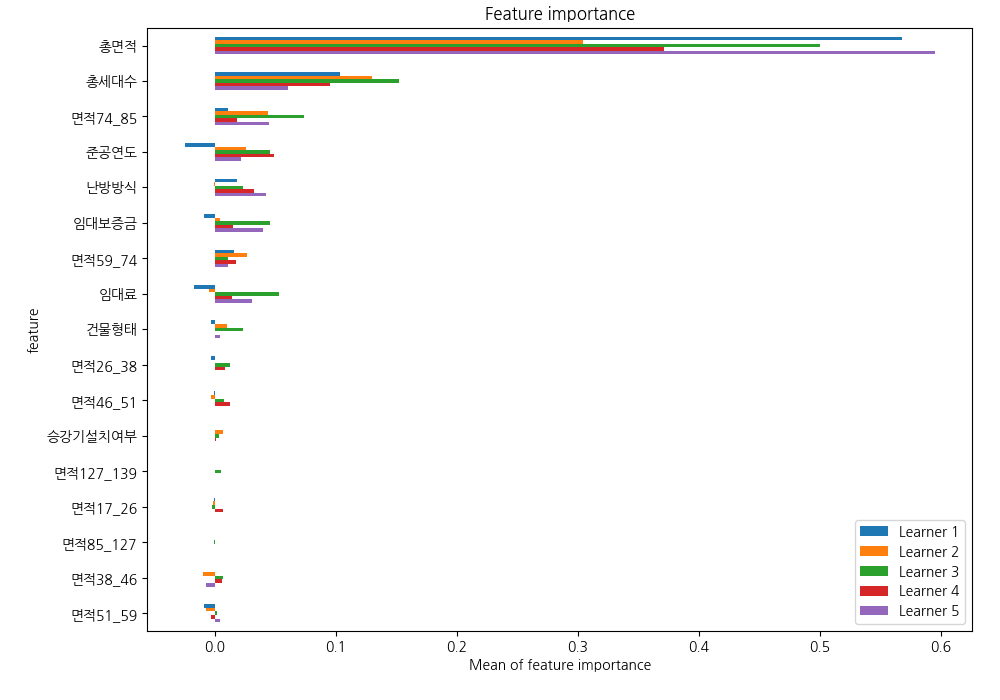 Feature importance
총면적
총세대수
면적74_85
준공연도
난방방식
임대보증금
면적59_74
임대료
건물형태
면적26_38
면적46_51
승강기설치여부
면적127_139
면적17_26
면적85_127
면적38_46
면적51_59
feature
Learner 1
Learner 2
Learner 3
Learner 4
Learner 5
0.0 0.1 0.2 0.3 0.4 0.5 0.6
Mean of feature importance